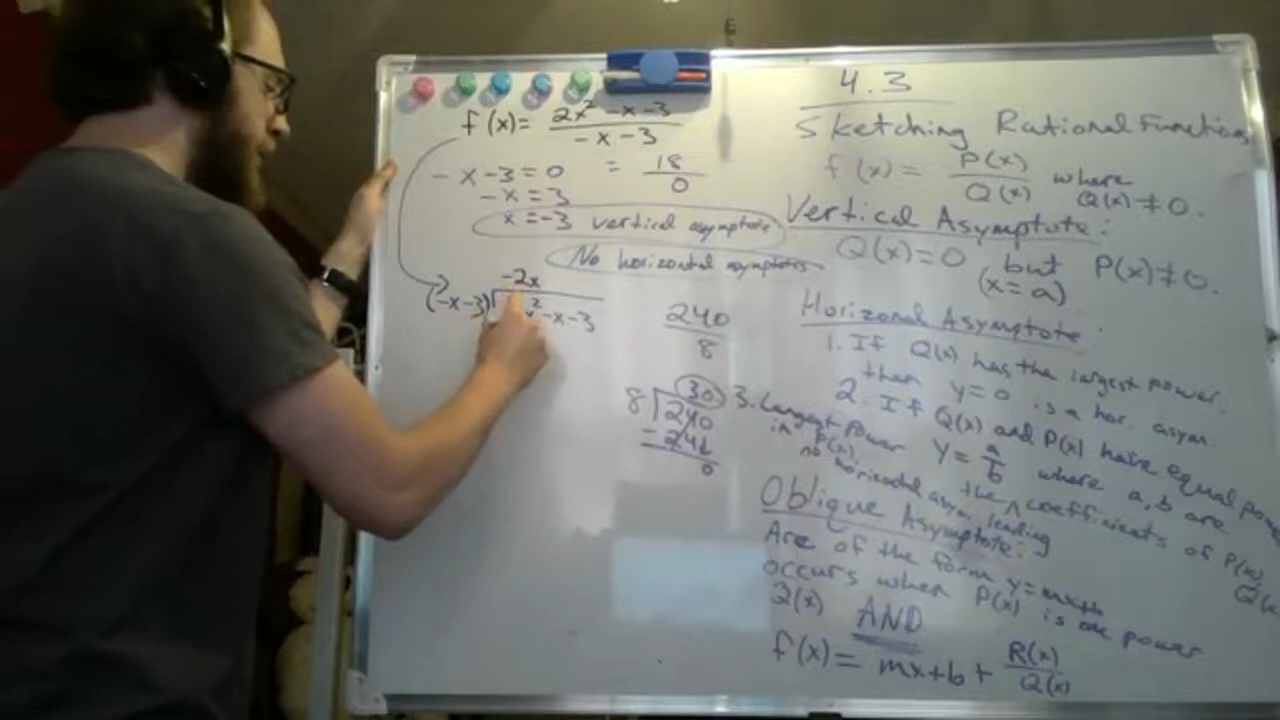 f(x) = 2x² - x - 3 / - x - 3
- x - 3 = 0 = 18 / 0
- x = 3
x = -3 vertical asymptote
No horizontal asymptotes
-2x
(-x-3) x² - x - 3
240 / 8
30
8 240
- 24
0
4.3
Sketching Rational Functions
f(x) = P(x) / Q(x) where Q(x) ≠ 0.
Vertical Asymptote:
Q(x) = 0 but P(x) ≠ 0.
(x = a)
Horizonal Asymptote:
1. If Q(x) has the largest power.
then y = 0 is a hor. asym.
2. If Q(x) and P(x) have equal power
y = a / b where a, b are
the leading coefficients of P(x)
3. Largest power in P(x)
no horizontal asym.
Oblique Asymptote:
Are of the form y = mx+b
occurs when P(x) is one power
Q(x) AND
f(x) = mx+b + R(x) / Q(x)